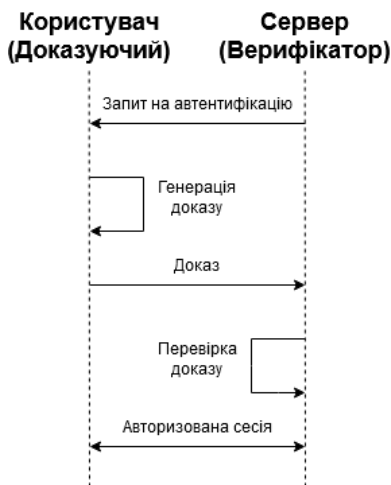 Користувач
(Доказуючий)
Сервер
(Верифікатор)
Запит на автентифікацію
Генерація
доказу
Доказ
Перевірка
доказу
Авторизована сесія